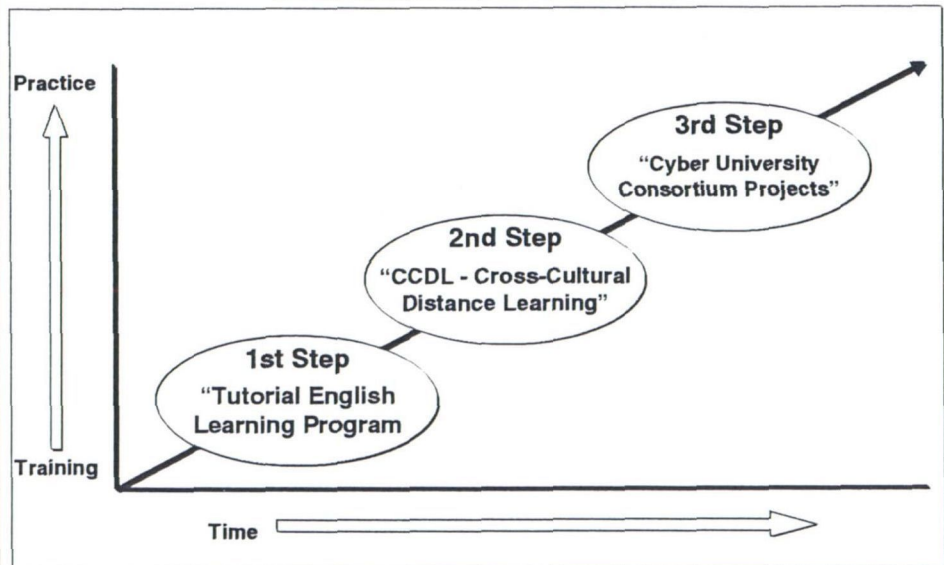 Practice
3rd Step
“Cyber University
Consortium Projects”
2nd Step
“CCDL - Cross-Cultural
Distance Learning”
1st Step
“Tutorial English
Learning Program
Training
Time